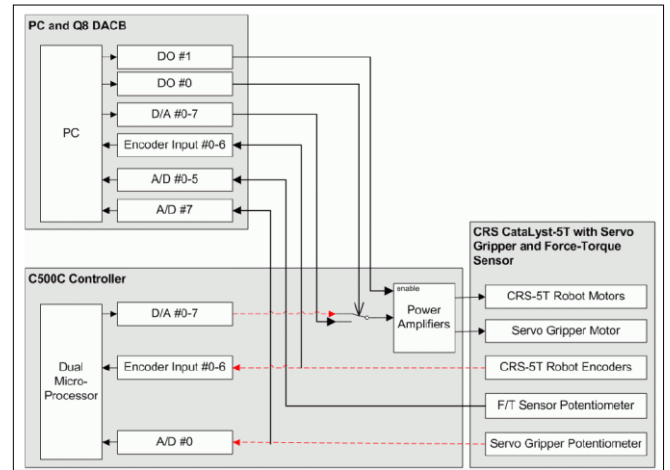 PC and Q8 DACB
PC
DO #1
DO #0
D/A #0-7
Encoder Input #0-6
A/D #0-5
A/D #7
CRS CataLyst-5T with Servo
Gripper and Force-Torque
Sensor
C500C Controller
Dual
Micro-
Processor
D/A #0-7
Encoder Input #0-6
A/D #0
enable
Power
Amplifiers
CRS-5T Robot Motors
Servo Gripper Motor
CRS-5T Robot Encoders
F/T Sensor Potentiometer
Servo Gripper Potentiometer